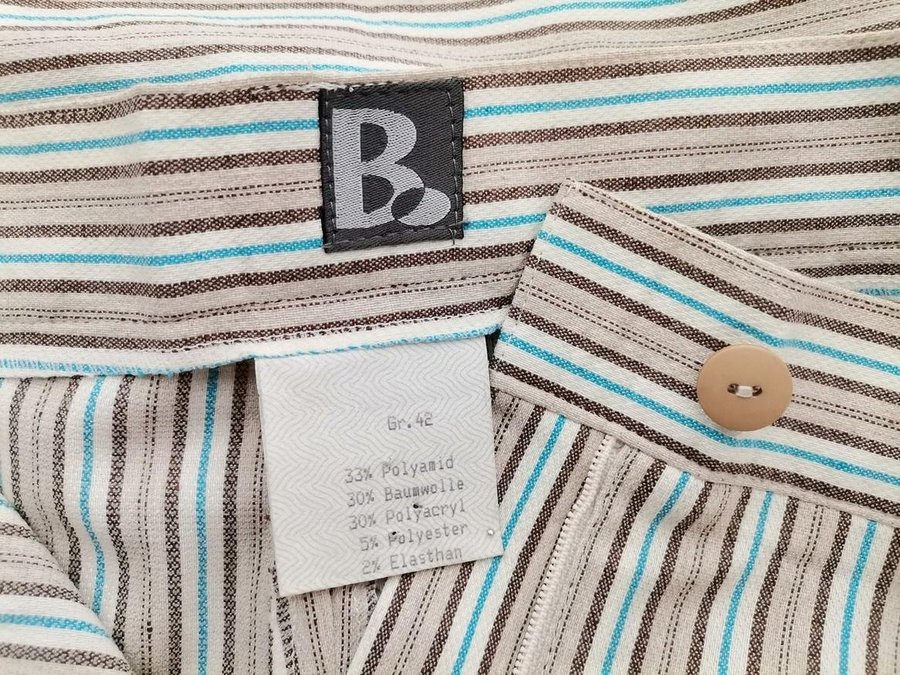 B
Gr.42
33% Polyamid
30% Baumwolle
30% Polyacryl
5% Polyester
2% Elasthan